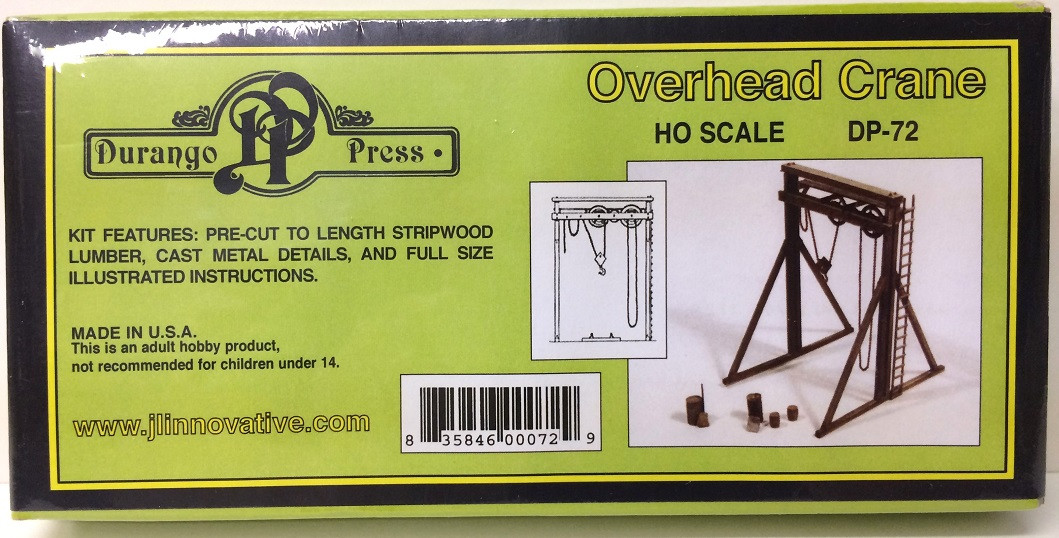 Durango DP Press •
Overhead Crane
HO SCALE DP-72
KIT FEATURES: PRE-CUT TO LENGTH STRIPWOOD
LUMBER, CAST METAL DETAILS, AND FULL SIZE
ILLUSTRATED INSTRUCTIONS.
MADE IN U.S.A.
This is an adult hobby product,
not recommended for children under 14.
www.jlinnovative.com
8 35846 00072 9